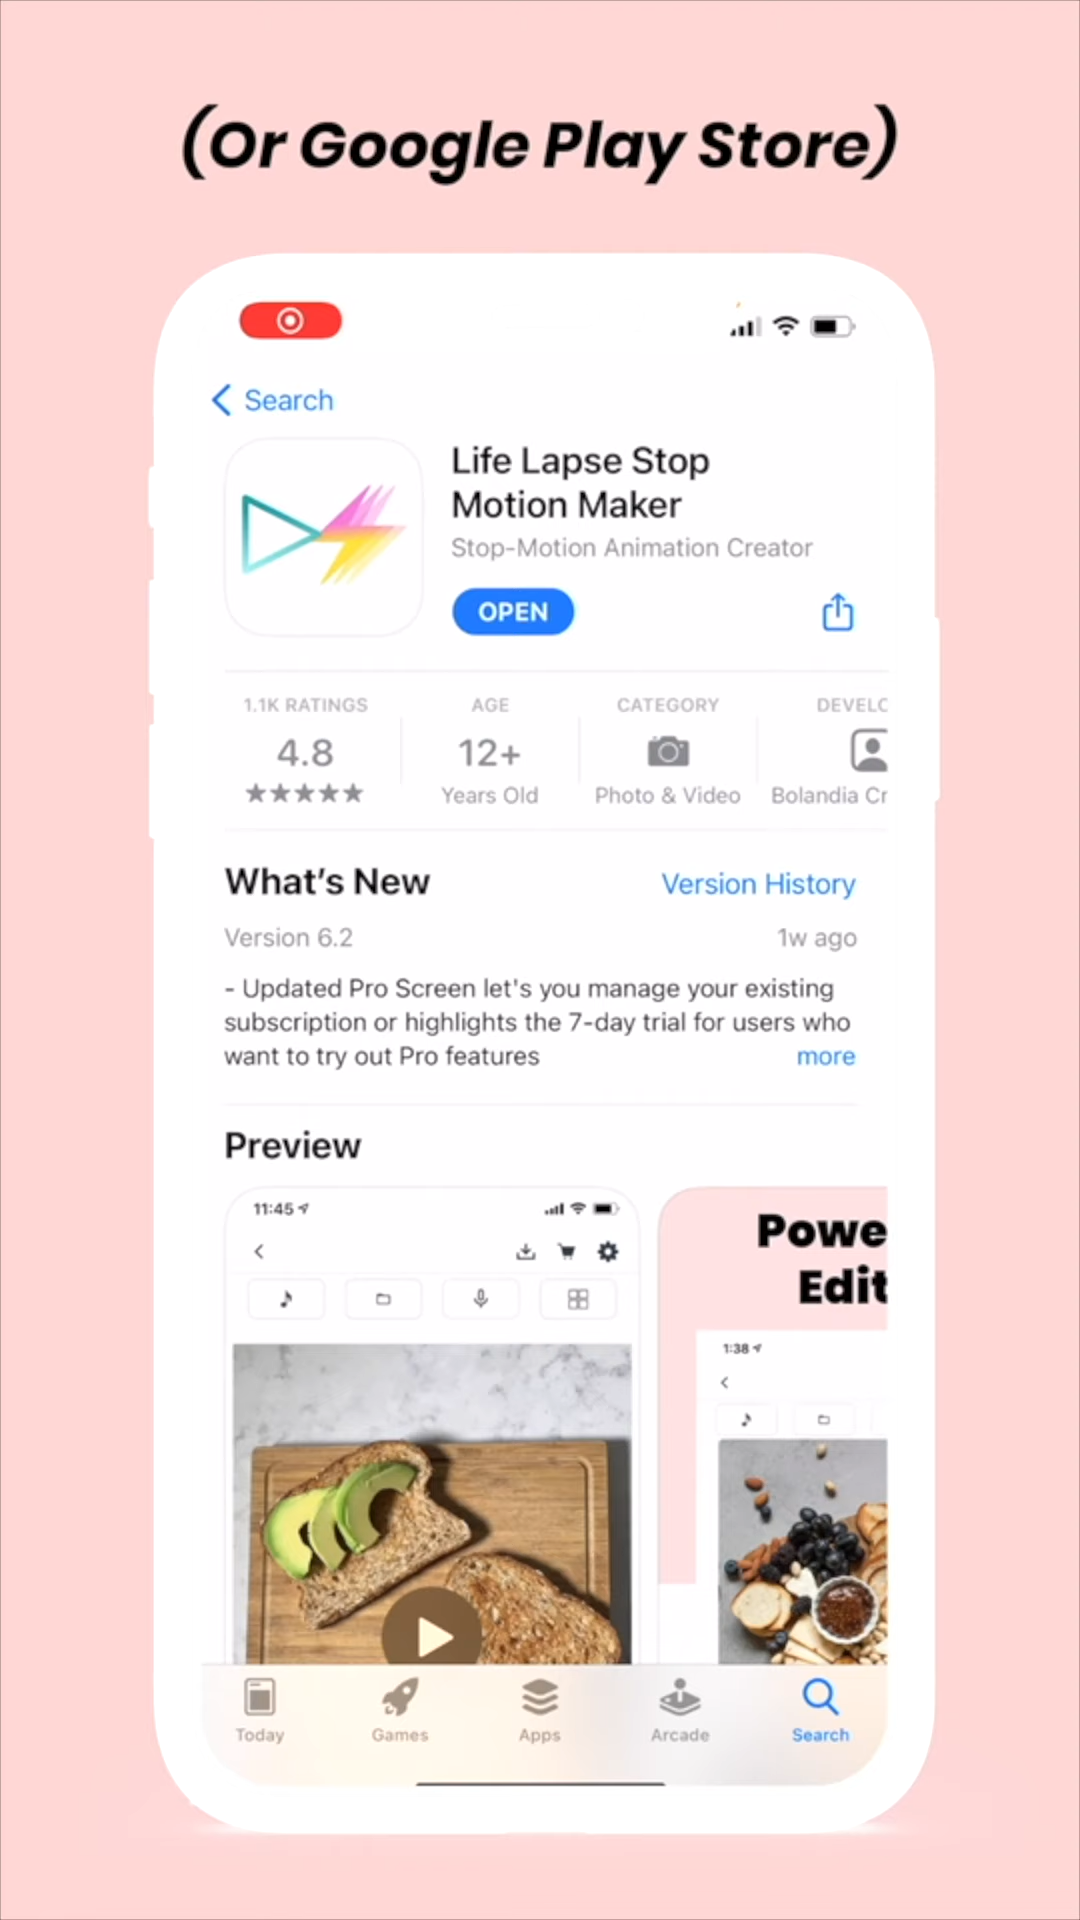 (Or Google Play Store)
Search
Life Lapse Stop
Motion Maker
Stop-Motion Animation Creator
OPEN
1.1K RATINGS
4.8
AGE
12+
Years Old
CATEGORY
Photo & Video
DEVELC
Bolandia Cr
What's New
Version History
Version 6.2
1w ago
- Updated Pro Screen let's you manage your existing
subscription or highlights the 7-day trial for users who
want to try out Pro features
more
Preview
11:45
Powe
Edit
1:38
Today
Games
Apps
Arcade
Search